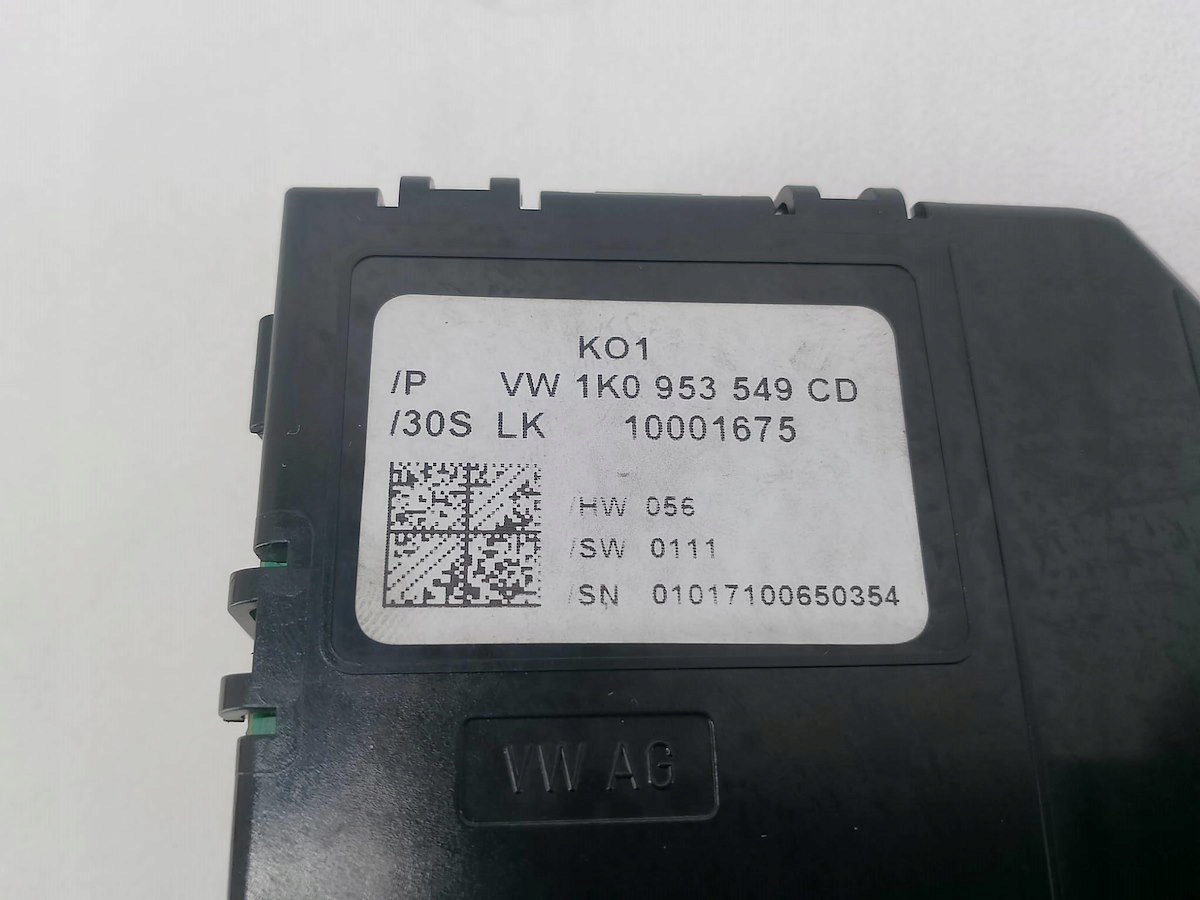 KO1
/P VW 1K0 953 549 CD
/30S LK 10001675
/HW 056
/SW 0111
/SN 01017100650354
VW AG